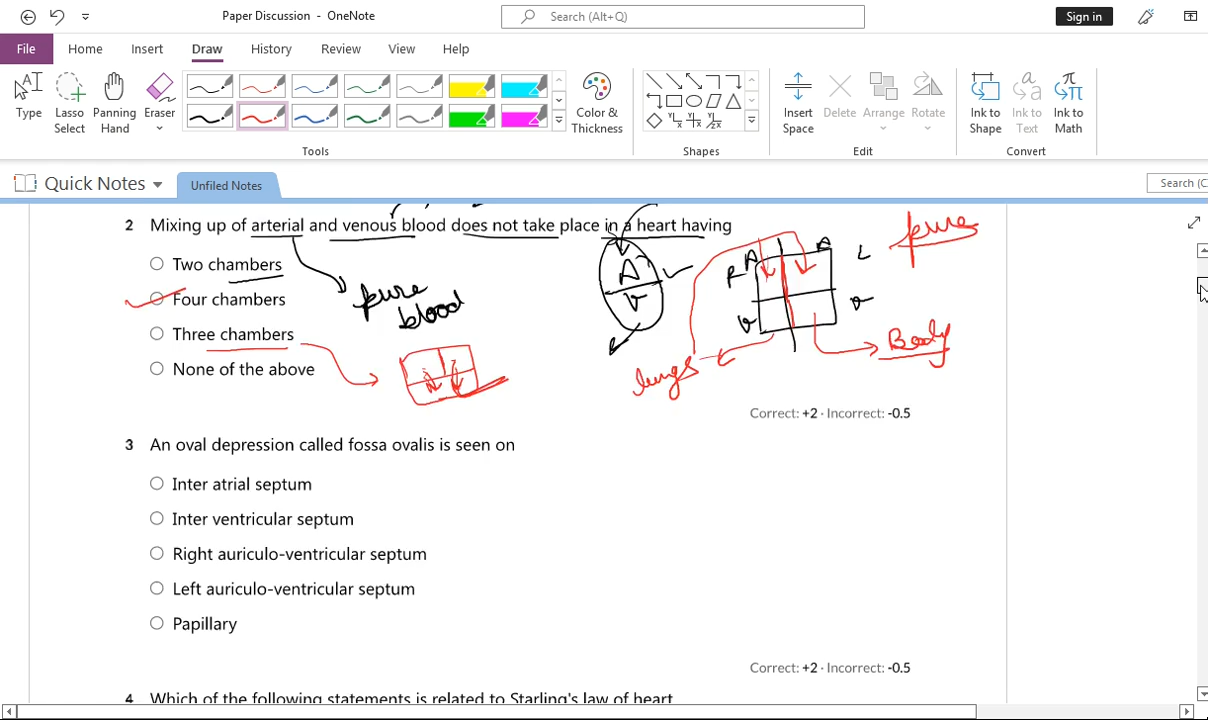 Paper Discussion - OneNote
Search (Alt+Q)
Sign in
File Home Insert Draw History Review View Help
Type
Lasso Select
Panning Hand
Eraser
Color & Thickness
Insert Space
Delete
Arrange
Rotate
Ink to Shape
Ink to Text
Ink to Math
Tools
Shapes
Edit
Convert
Quick Notes
Unfiled Notes
Search (C
2 Mixing up of arterial and venous blood does not take place in a heart having
pure
Two chambers
A
V
R A A L
V V
Four chambers
pure
blood
Three chambers
Body
lungs
None of the above
Correct: +2 · Incorrect: -0.5
3 An oval depression called fossa ovalis is seen on
Inter atrial septum
Inter ventricular septum
Right auriculo-ventricular septum
Left auriculo-ventricular septum
Papillary
Correct: +2 · Incorrect: -0.5
4 Which of the following statements is related to Starling's law of heart